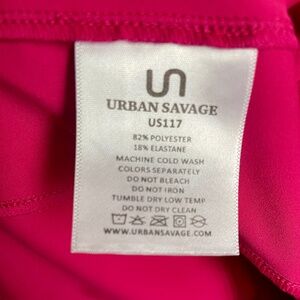 URBAN SAVAGE
US117
82% POLYESTER
18% ELASTANE
MACHINE COLD WASH
COLORS SEPARATELY
DO NOT BLEACH
DO NOT IRON
TUMBLE DRY LOW TEMP
DO NOT DRY CLEAN
WWW.URBANSAVAGE.COM